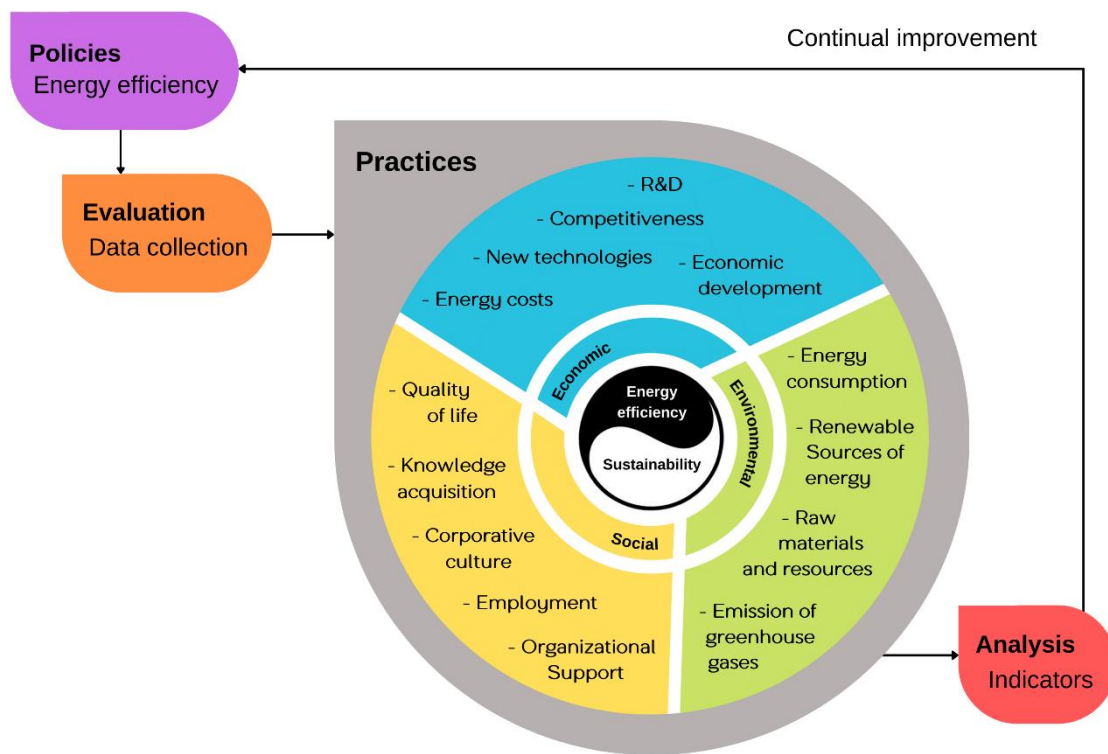 Policies
Energy efficiency
Continual improvement
Evaluation
Data collection
Practices
- R&D
- Competitiveness
- New technologies
- Economic
development
- Energy costs
Economic
Environmental
Social
Energy
efficiency
Sustainability
- Energy
consumption
- Renewable
Sources of
energy
- Raw
materials
and resources
- Emission of
greenhouse
gases
- Quality
of life
- Knowledge
acquisition
- Corporative
culture
- Employment
- Organizational
Support
Analysis
Indicators